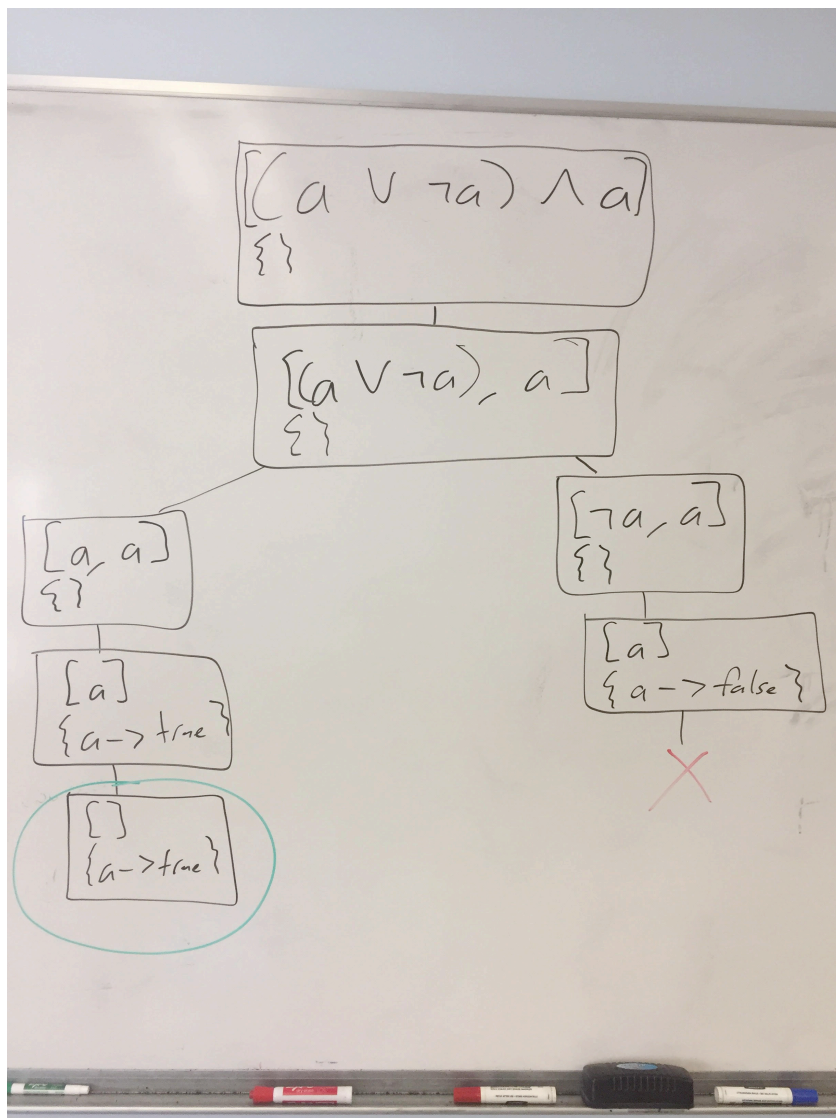 [(a ∨ ¬a) ∧ a]
{}
[(a ∨ ¬a), a]
{}
[a, a]
{}
[¬a, a]
{}
[a]
{a -> true}
[a]
{a -> false}
[]
{a -> true}